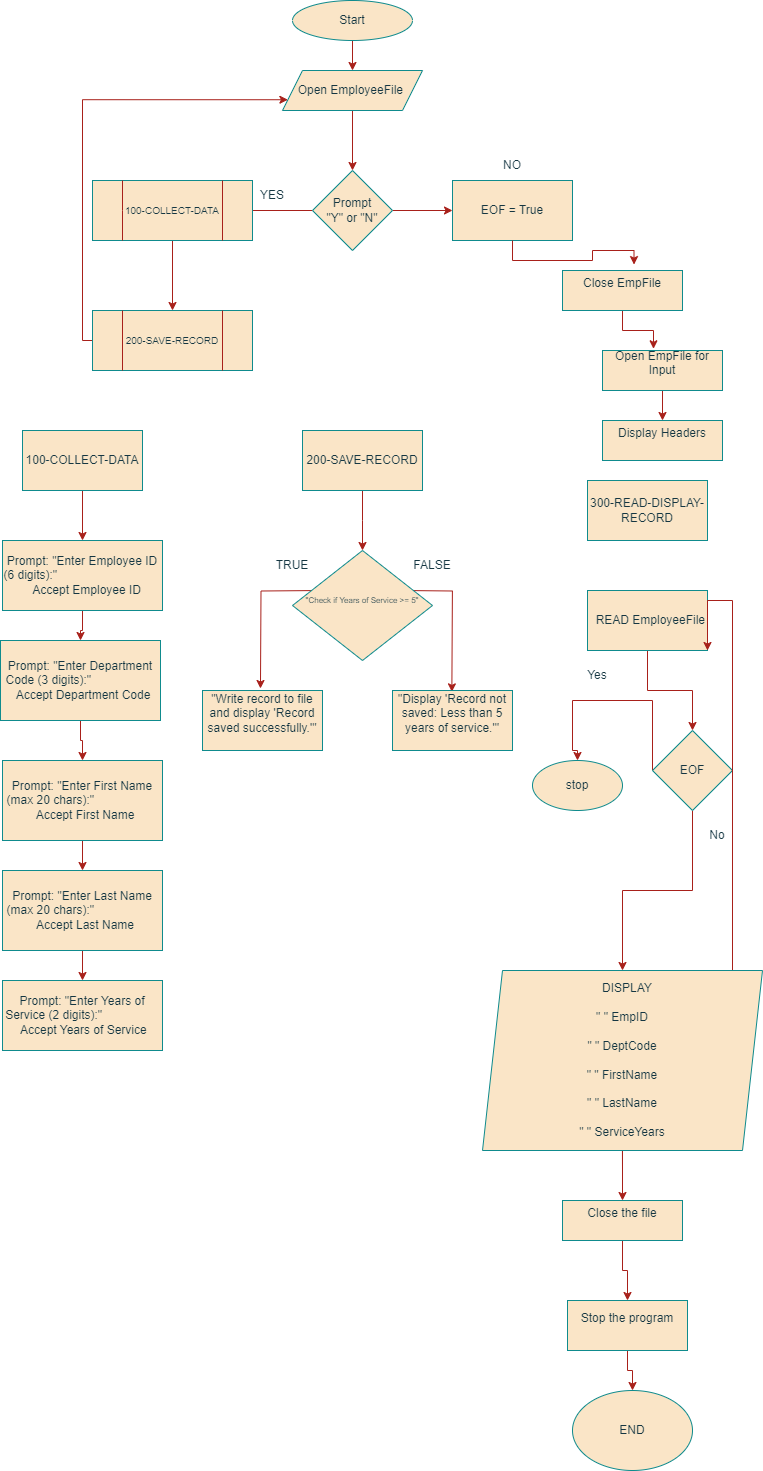 Start
Open EmployeeFile
NO
YES
Prompt
"Y" or "N"
100-COLLECT-DATA
EOF = True
Close EmpFile
200-SAVE-RECORD
Open EmpFile for
Input
Display Headers
100-COLLECT-DATA
200-SAVE-RECORD
300-READ-DISPLAY-
RECORD
Prompt: "Enter Employee ID
(6 digits):"
Accept Employee ID
TRUE
FALSE
"Check if Years of Service >= 5"
READ EmployeeFile
Prompt: "Enter Department
Code (3 digits):"
Accept Department Code
Yes
"Write record to file
and display 'Record
saved successfully.'"
"Display 'Record not
saved: Less than 5
years of service.'"
EOF
stop
Prompt: "Enter First Name
(max 20 chars):"
Accept First Name
No
Prompt: "Enter Last Name
(max 20 chars):"
Accept Last Name
Prompt: "Enter Years of
Service (2 digits):"
Accept Years of Service
DISPLAY
" " EmpID
" " DeptCode
" " FirstName
" " LastName
" " ServiceYears
Close the file
Stop the program
END